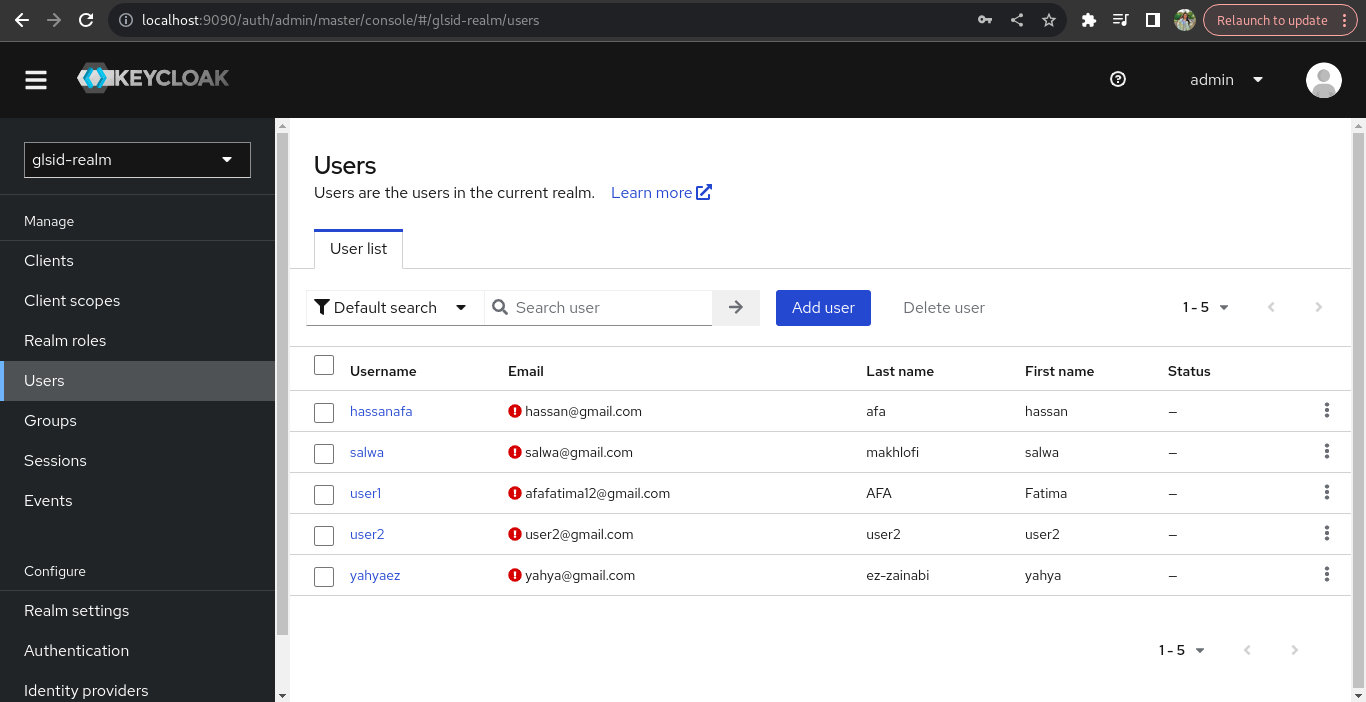 localhost:9090/auth/admin/master/console/#/glsid-realm/users
Relaunch to update
KEYCLOAK
admin
glsid-realm
Manage
Clients
Client scopes
Realm roles
Users
Groups
Sessions
Events
Configure
Realm settings
Authentication
Identity providers
Users
Users are the users in the current realm. Learn more
User list
Default search Search user Add user Delete user 1 - 5
Username Email Last name First name Status
hassanafa hassan@gmail.com afa hassan –
salwa salwa@gmail.com makhlofi salwa –
user1 afafatima12@gmail.com AFA Fatima –
user2 user2@gmail.com user2 user2 –
yahyaez yahya@gmail.com ez-zainabi yahya –
1 - 5